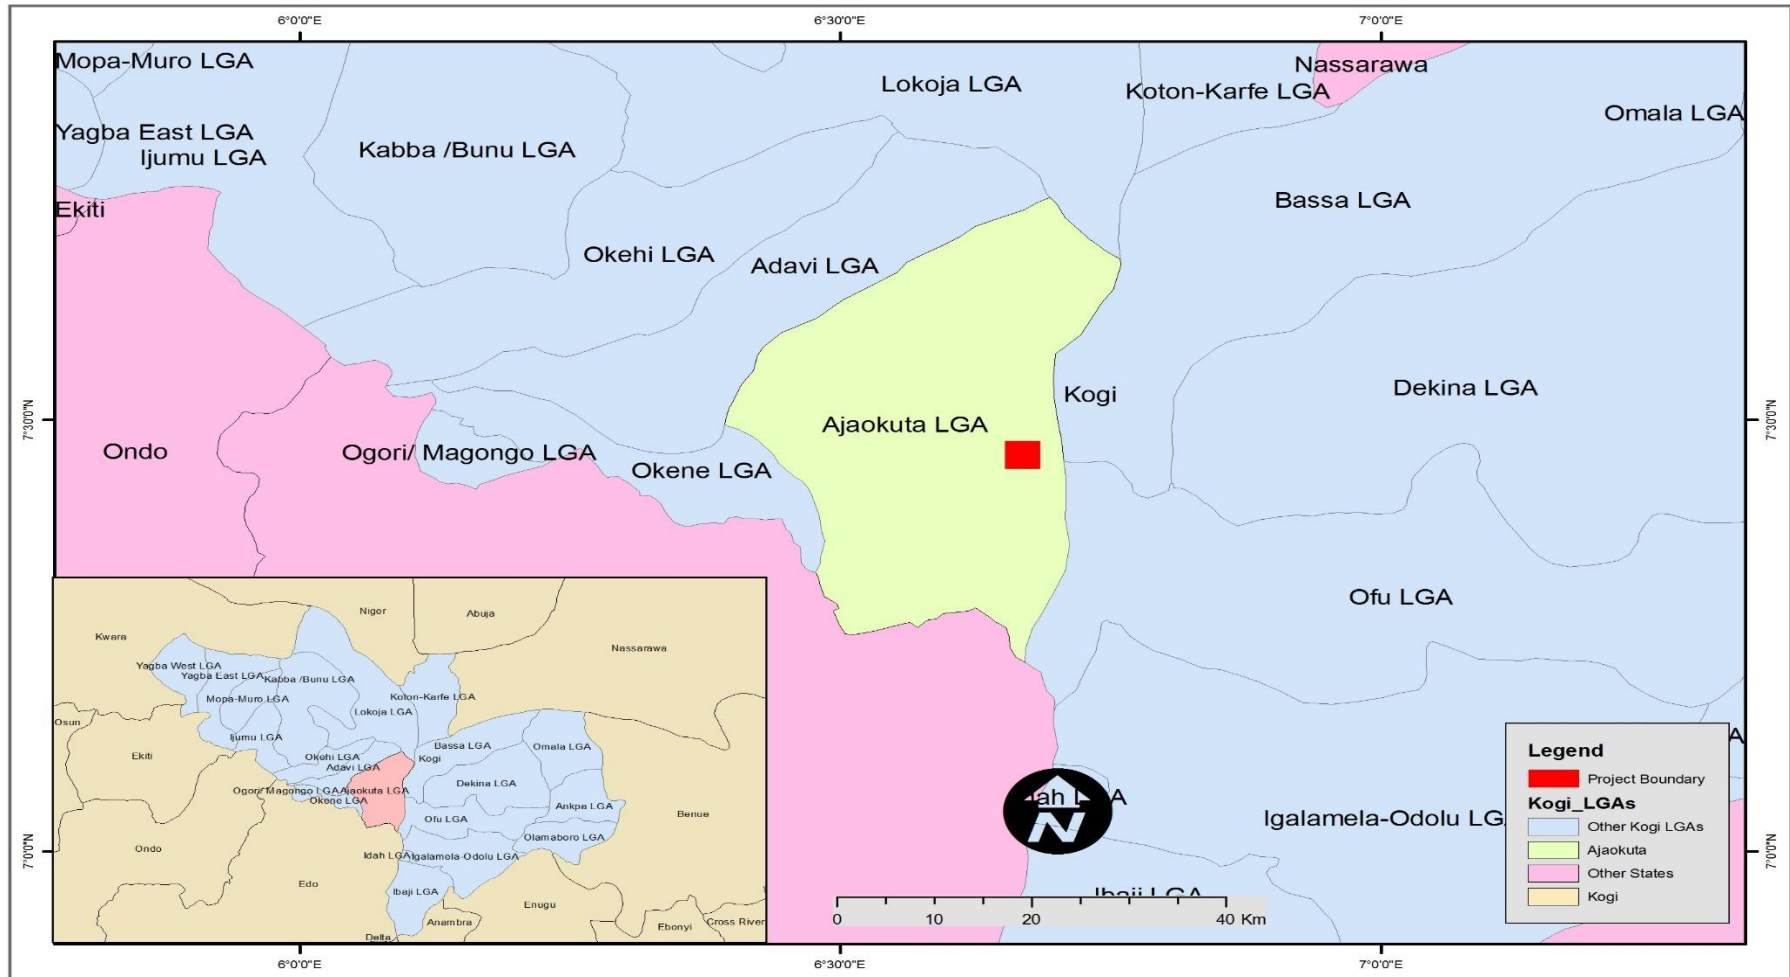 6°0'0"E
6°30'0"E
7°0'0"E
Mopa-Muro LGA
Nassarawa
Lokoja LGA
Koton-Karfe LGA
Omala LGA
Yagba East LGA
Kabba /Bunu LGA
Ijumu LGA
Bassa LGA
Ekiti
Okehi LGA
Adavi LGA
Kogi
Dekina LGA
7°30'0"N
7°30'0"N
Ajaokuta LGA
Ondo
Ogori/ Magongo LGA
Okene LGA
Ofu LGA
Niger
Abuja
Kwara
Nassarawa
Yagba West LGA
Yagba East LGA
Kabba /Bunu LGA
Mopa-Muro LGA
Koton-Karfe LGA
Lokoja LGA
Osun
Ijumu LGA
Bassa LGA
Omala LGA
Ekiti
Okehi LGA
Kogi
Adavi LGA
Dekina LGA
Ogori/ Magongo LGA
Ajaokuta LGA
Okene LGA
Ankpa LGA
Benue
Ofu LGA
Olamaboro LGA
Ondo
Idah LGA
Igalamela-Odolu LGA
Edo
Ibaji LGA
Enugu
Anambra
Cross River
Ebonyi
Delta
N
Igalamela-Odolu LG
Ibaji LGA
0 10 20 40 Km
Legend
Project Boundary
Kogi_LGAs
Other Kogi LGAs
Ajaokuta
Other States
Kogi
7°0'0"N
7°0'0"N
6°0'0"E
6°30'0"E
7°0'0"E